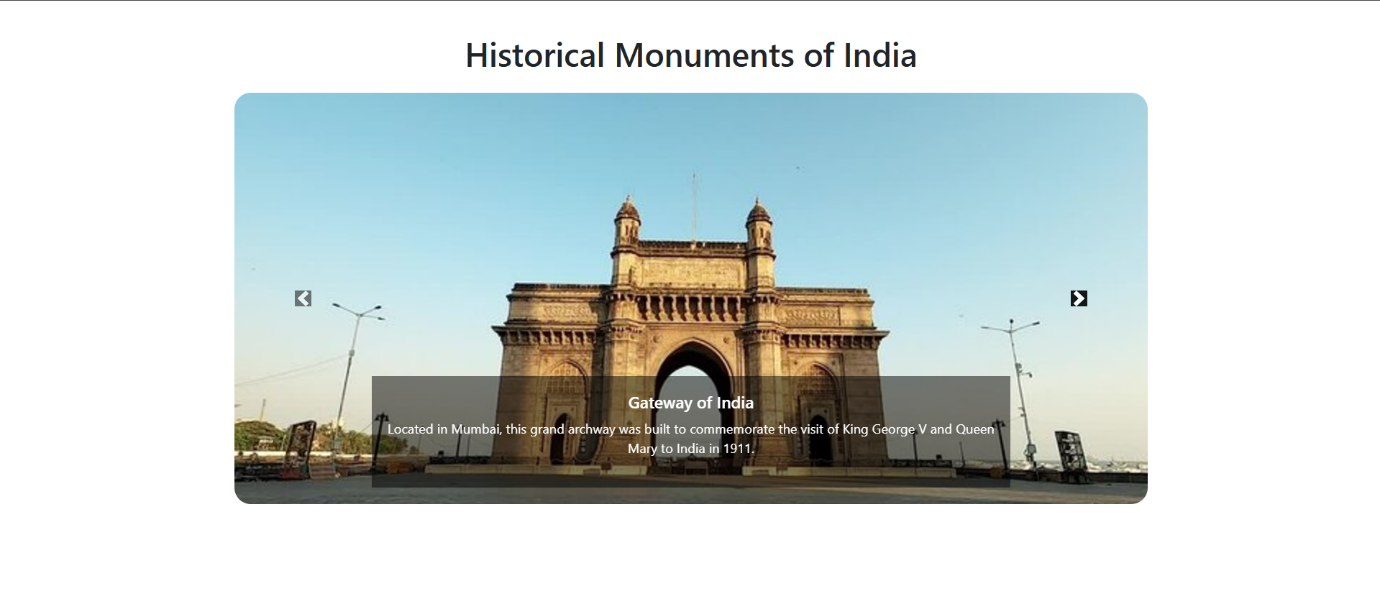 Historical Monuments of India
Gateway of India
Located in Mumbai, this grand archway was built to commemorate the visit of King George V and Queen
Mary to India in 1911.